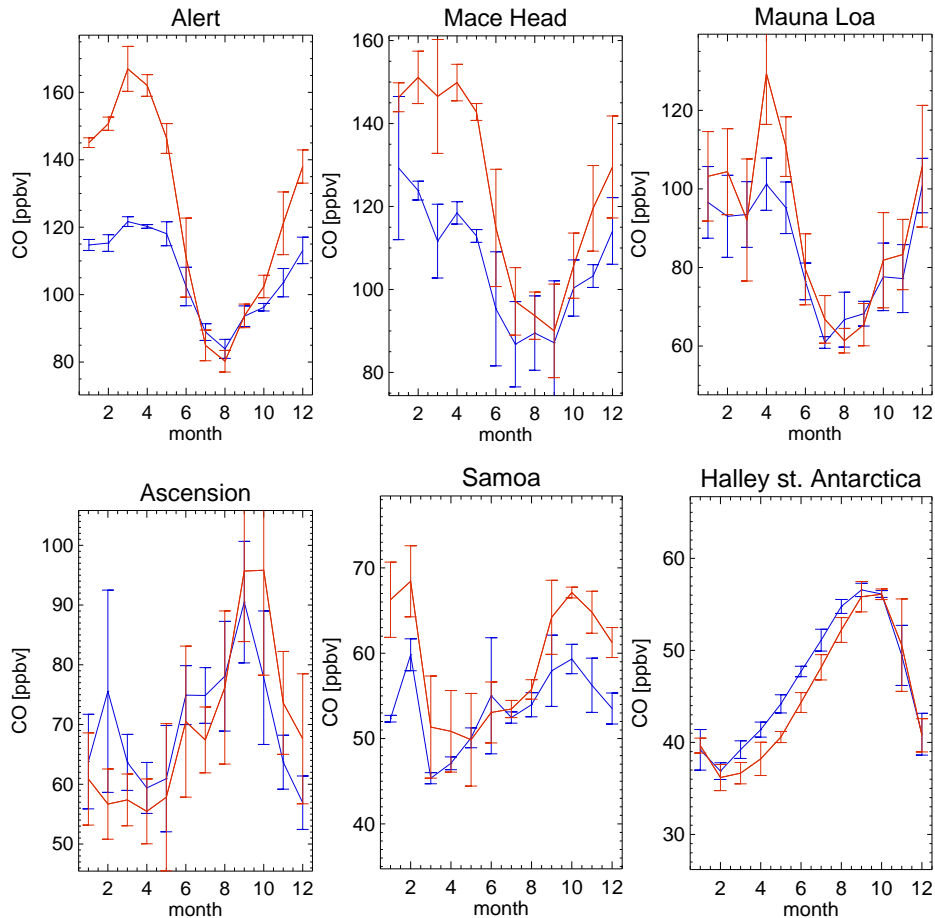 Alert
Mace Head
Mauna Loa
CO [ppbv]
160
140
120
100
80
2 4 6 8 10 12
month
CO [ppbv]
160
140
120
100
80
2 4 6 8 10 12
month
CO [ppbv]
120
100
80
60
2 4 6 8 10 12
month
Ascension
Samoa
Halley st. Antarctica
CO [ppbv]
100
90
80
70
60
50
2 4 6 8 10 12
month
CO [ppbv]
70
60
50
40
2 4 6 8 10 12
month
CO [ppbv]
60
50
40
30
2 4 6 8 10 12
month